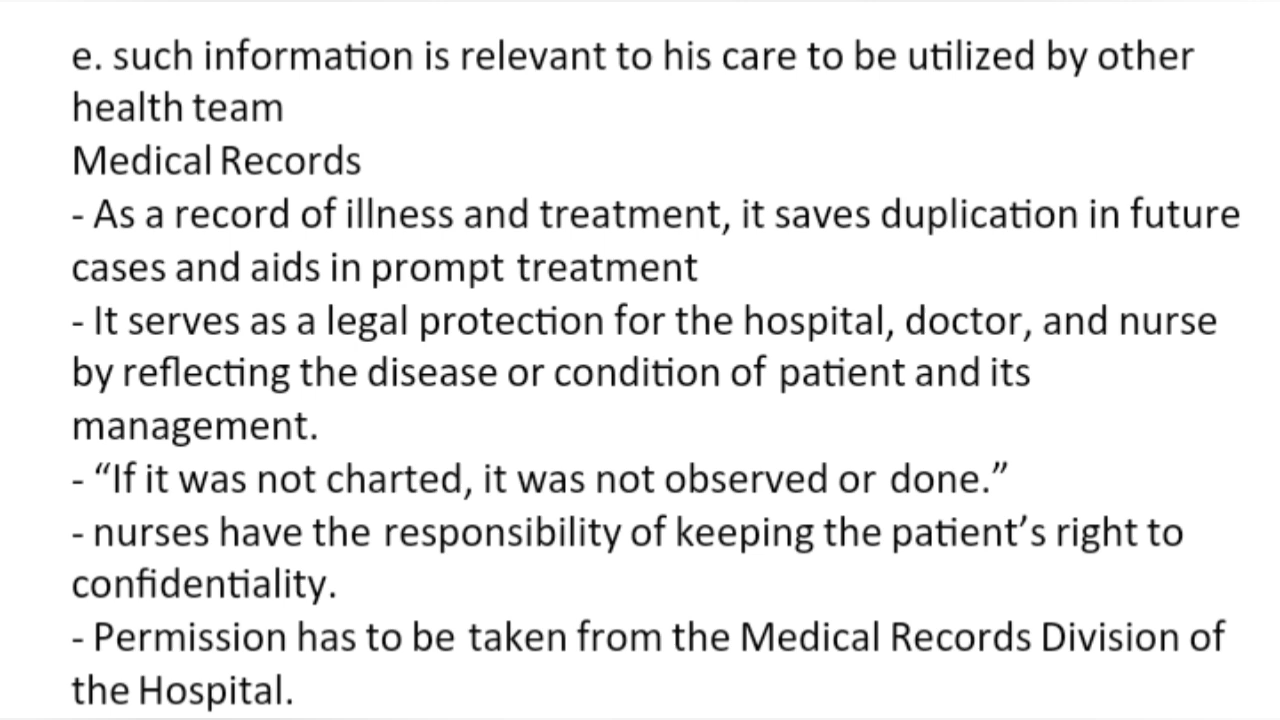 e. such information is relevant to his care to be utilized by other
health team
Medical Records
- As a record of illness and treatment, it saves duplication in future
cases and aids in prompt treatment
- It serves as a legal protection for the hospital, doctor, and nurse
by reflecting the disease or condition of patient and its
management.
- “If it was not charted, it was not observed or done.”
- nurses have the responsibility of keeping the patient’s right to
confidentiality.
- Permission has to be taken from the Medical Records Division of
the Hospital.